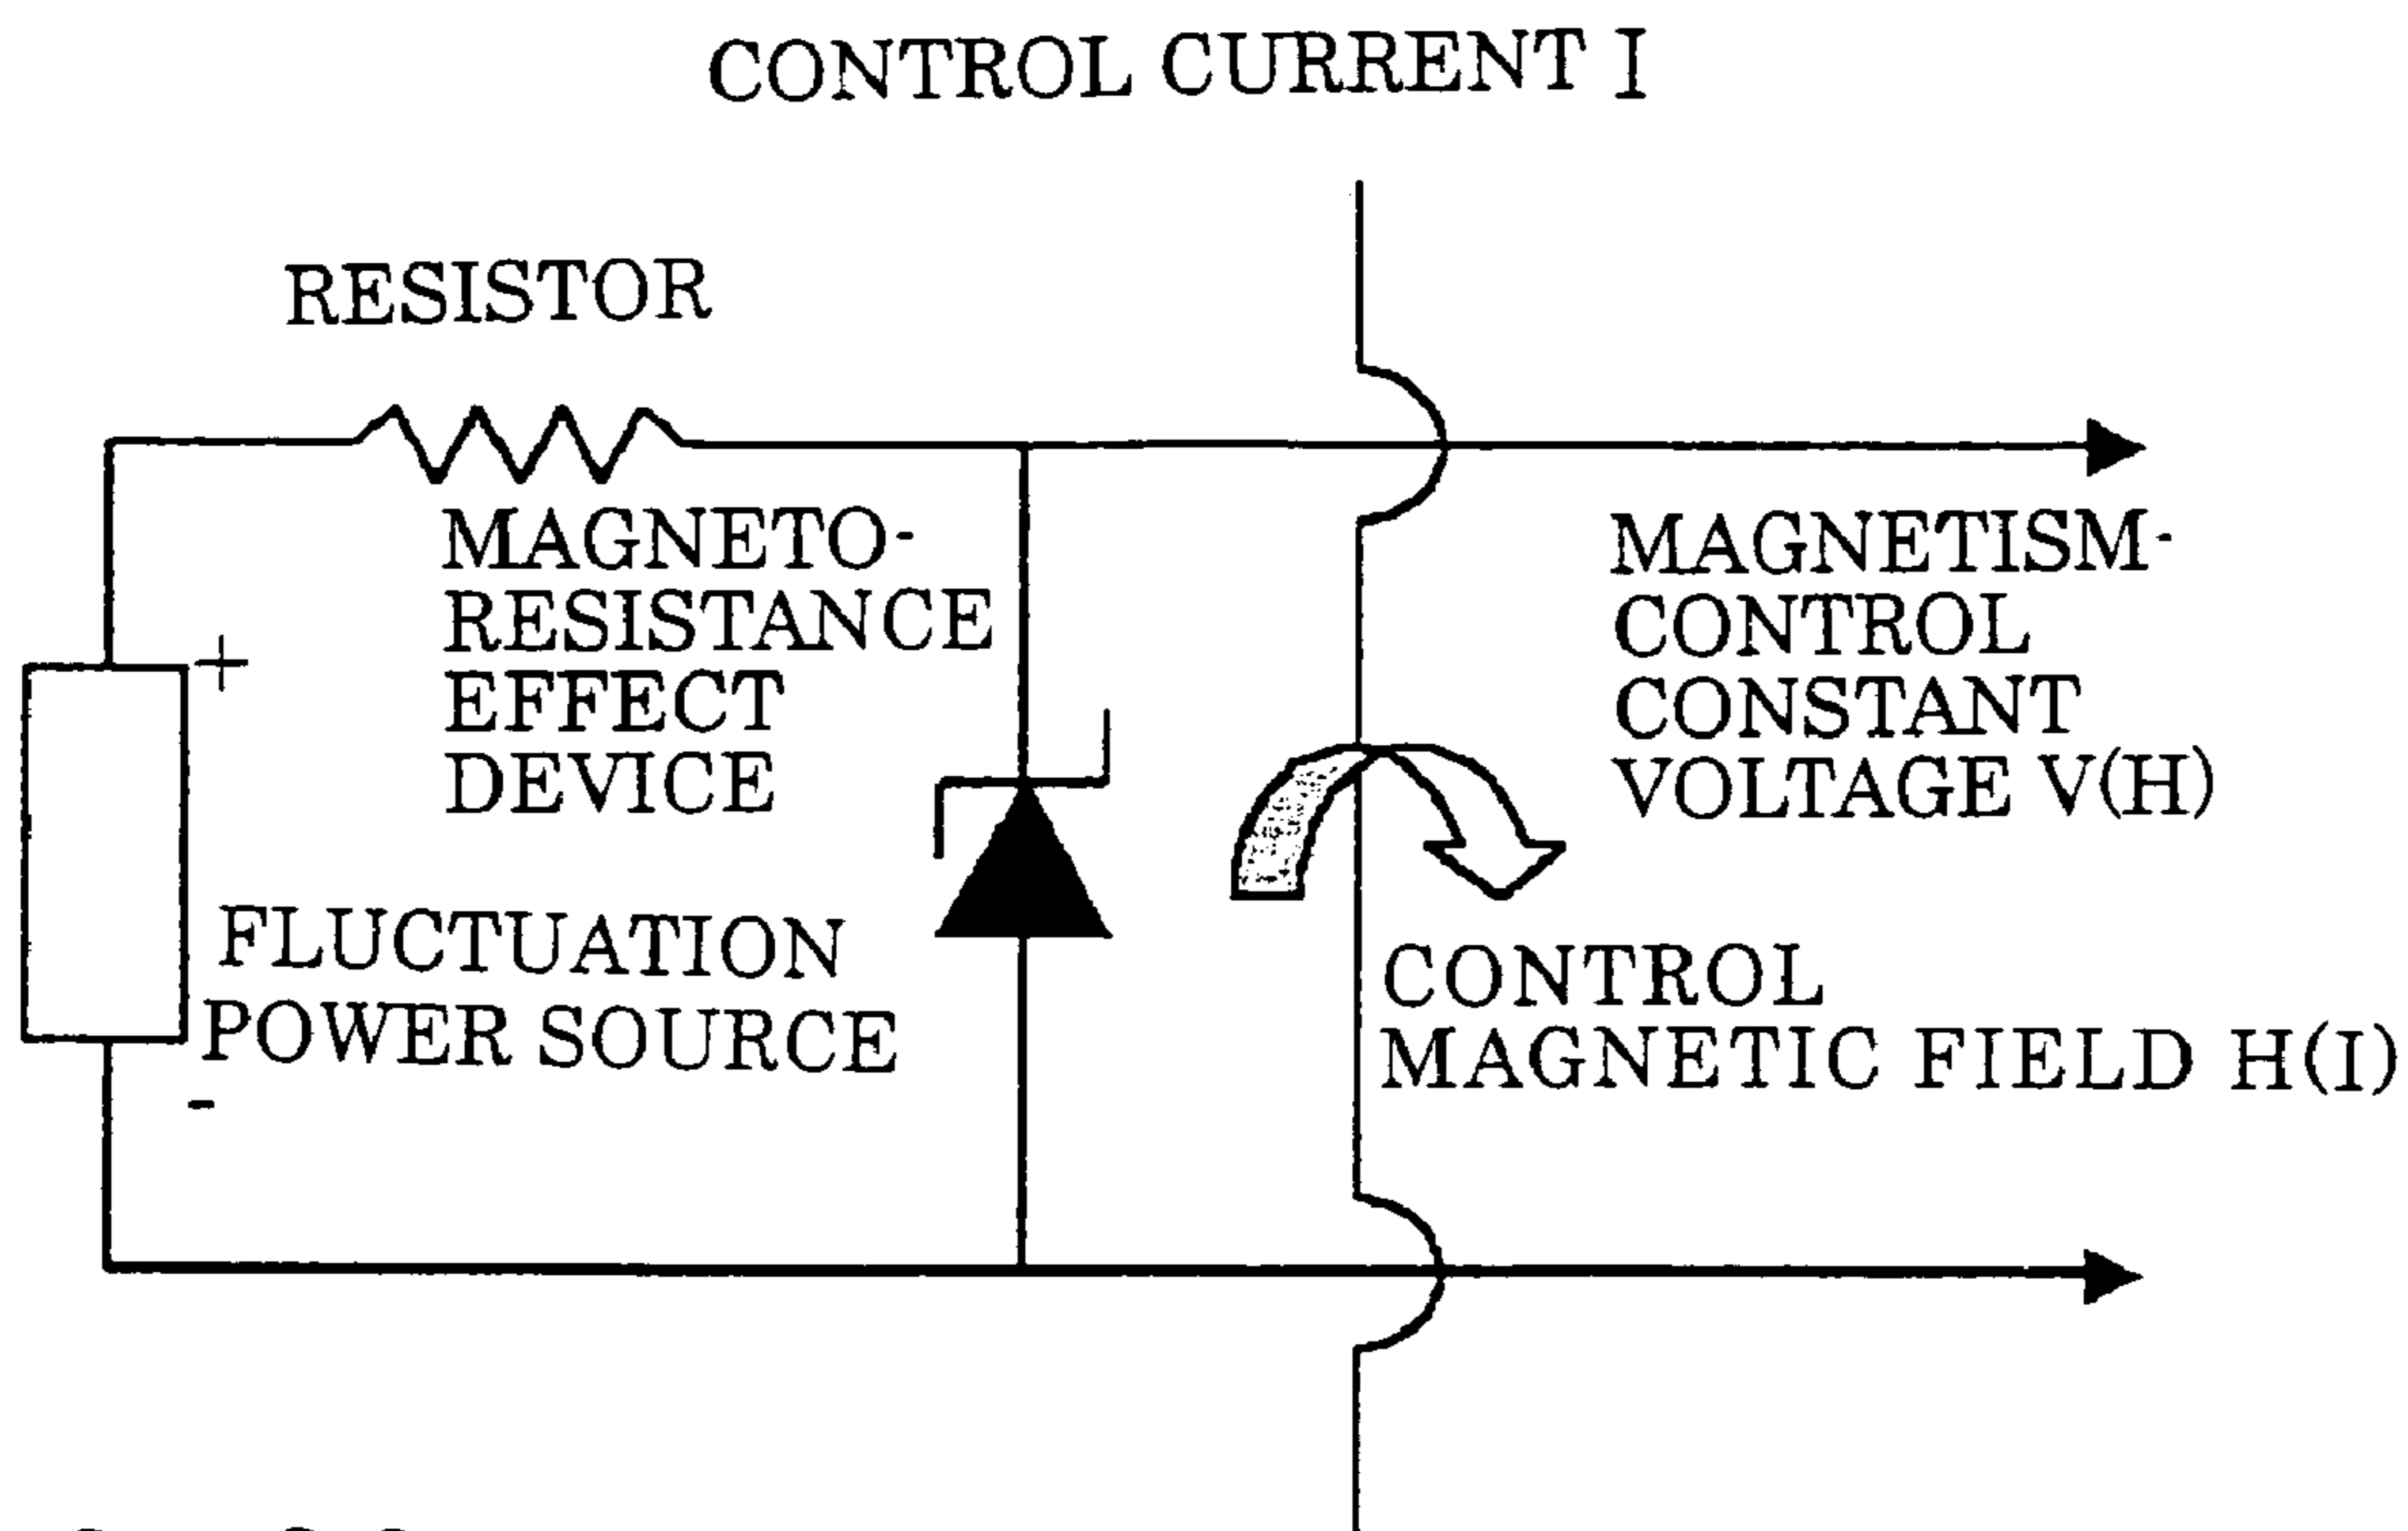 CONTROL CURRENT I
RESISTOR
MAGNETO-
RESISTANCE
EFFECT
DEVICE
MAGNETISM-
CONTROL
CONSTANT
VOLTAGE V(H)
+
FLUCTUATION
POWER SOURCE
-
CONTROL
MAGNETIC FIELD H(I)